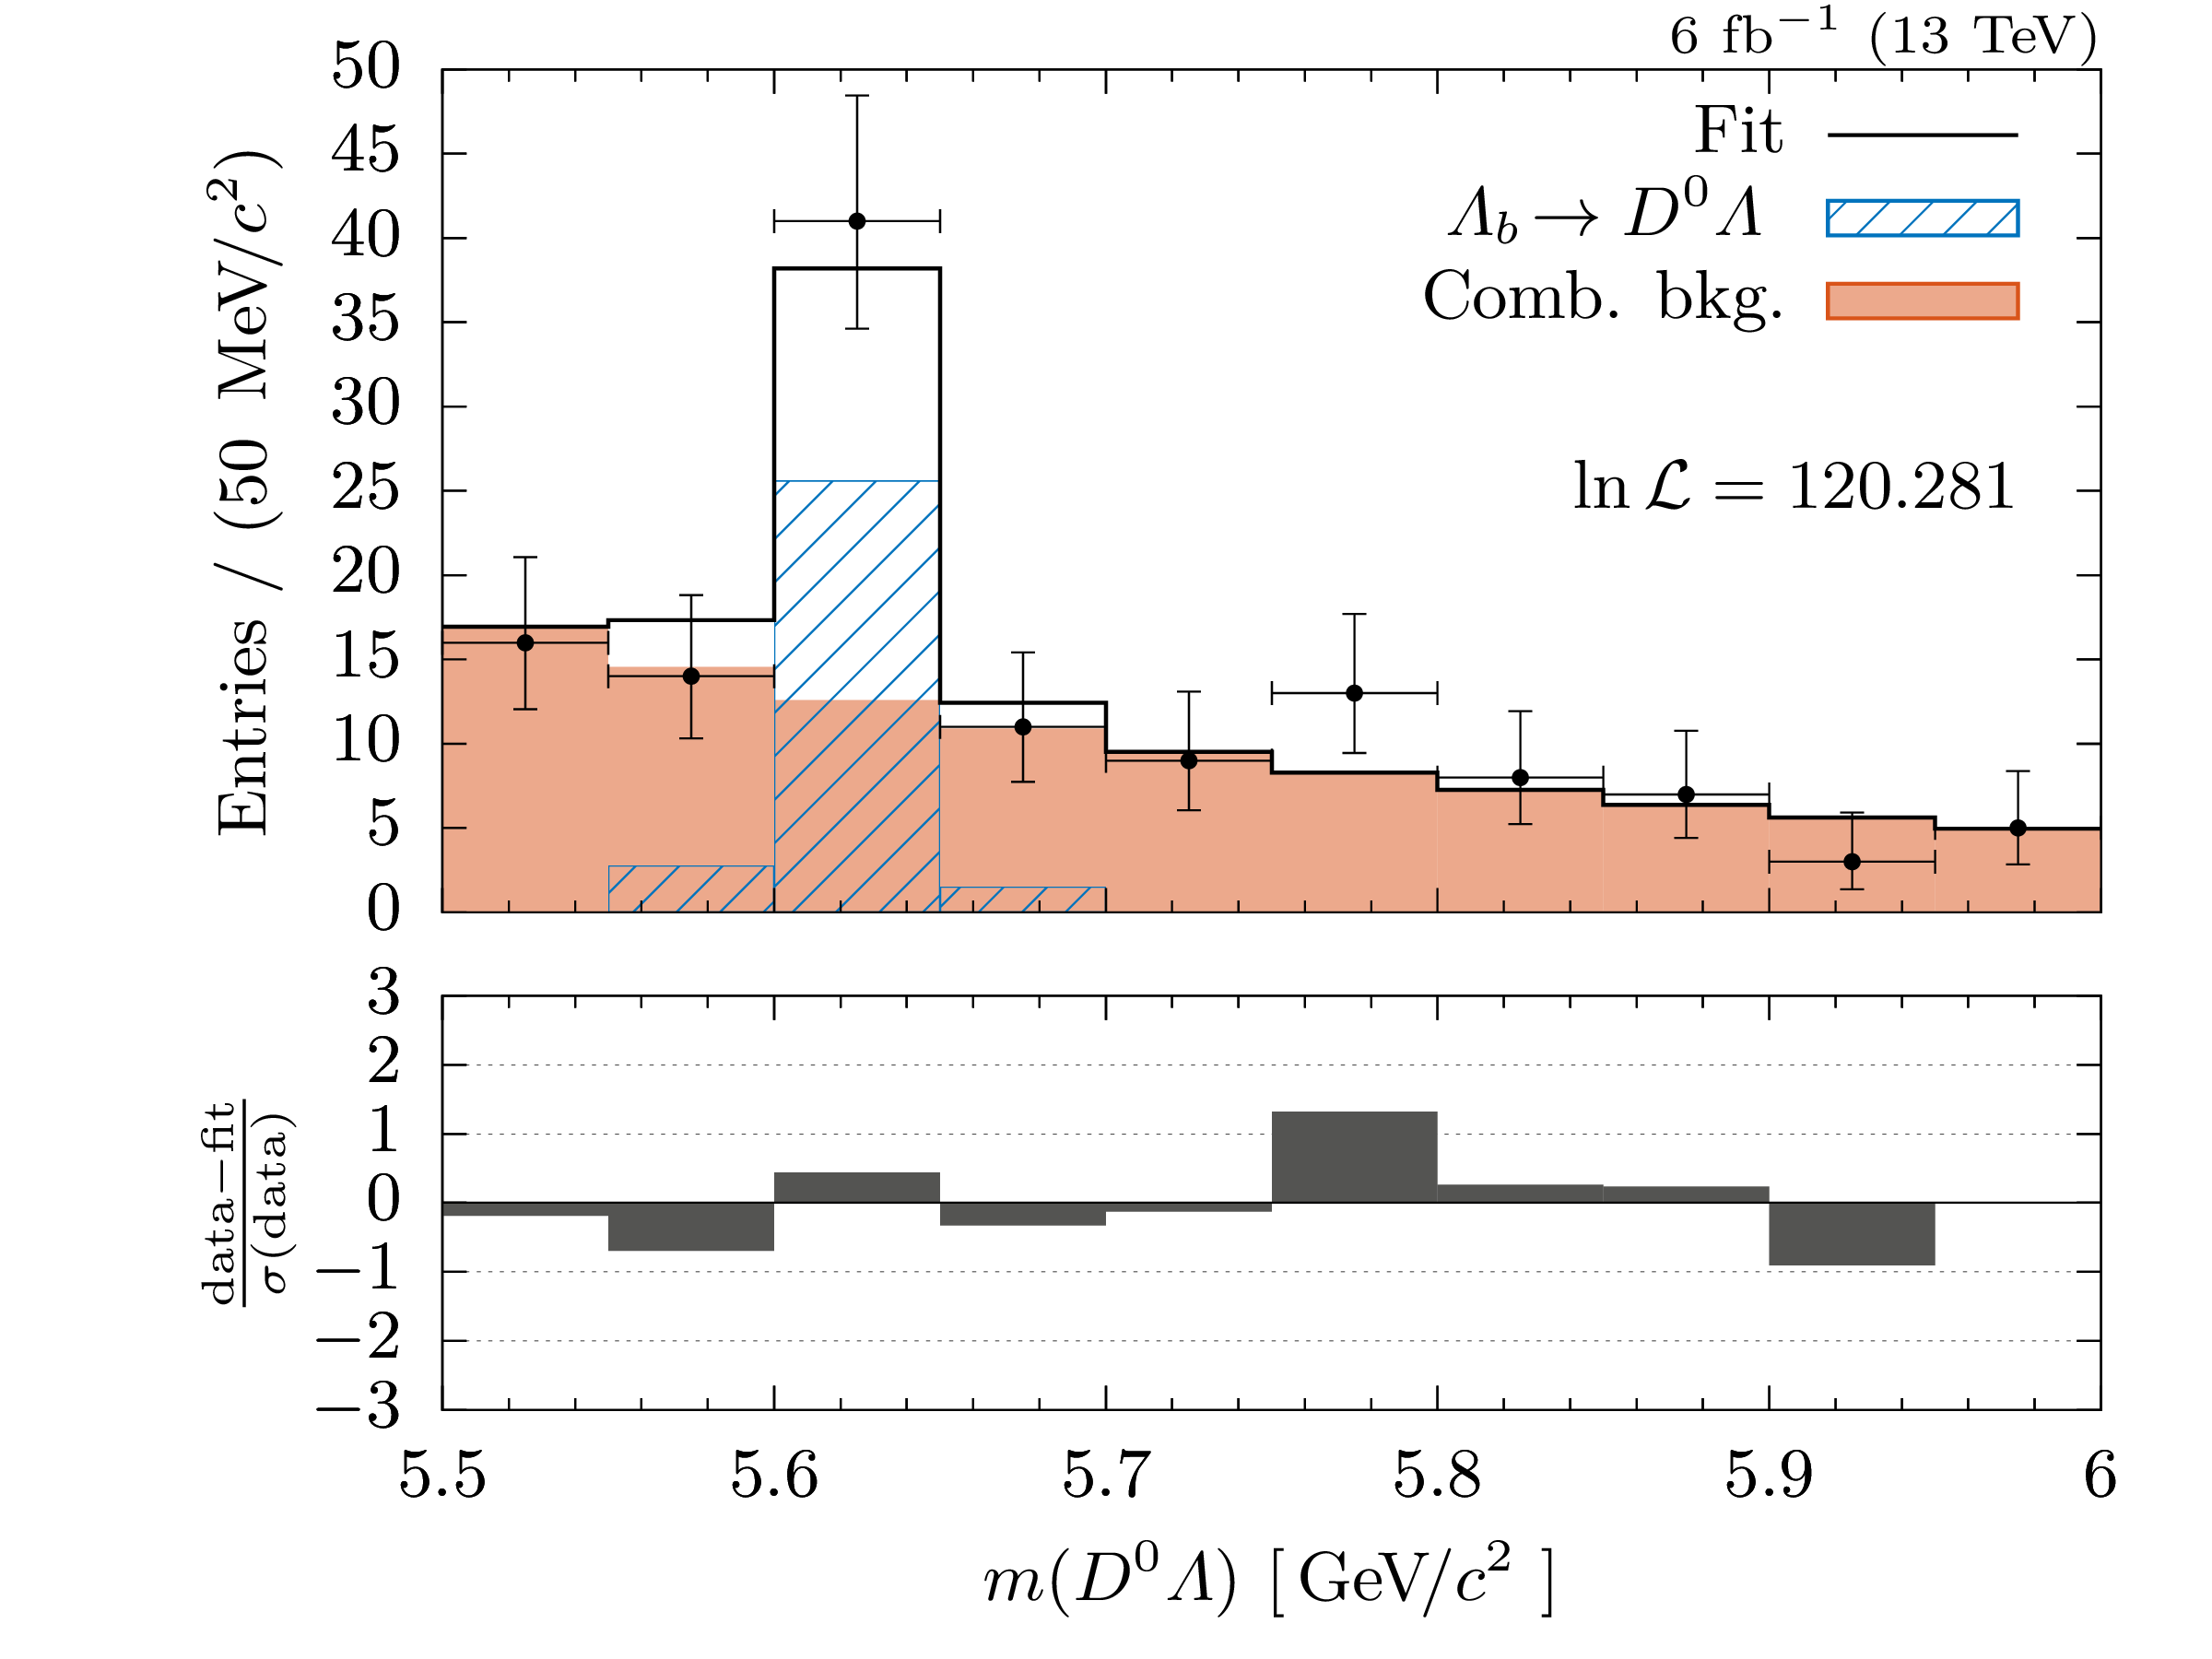 6 fb⁻¹ (13 TeV)
Entries / (50 MeV/c²)
50
45
40
35
30
25
20
15
10
5
0
Fit
Λb → D⁰Λ
Comb. bkg.
ln ℒ = 120.281
data−fit
σ(data)
3
2
1
0
−1
−2
−3
5.5 5.6 5.7 5.8 5.9 6
m(D⁰Λ) [ GeV/c² ]